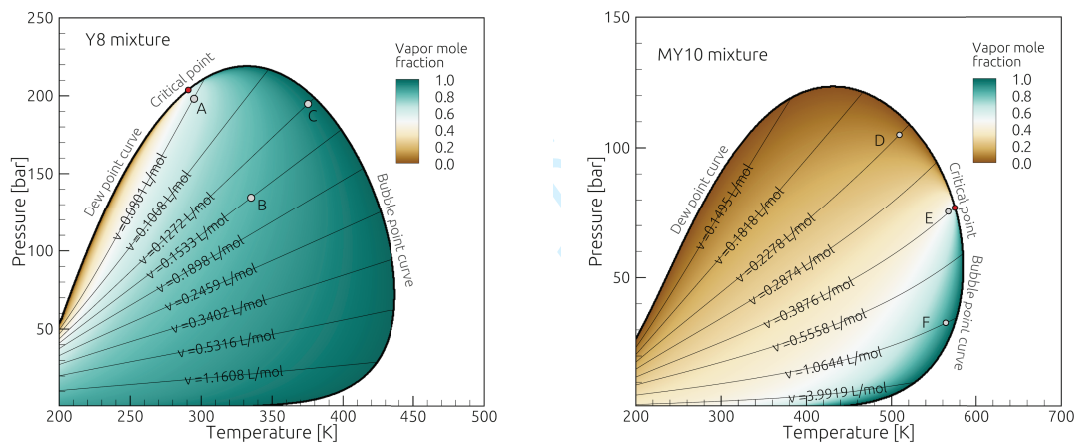 Y8 mixture
Critical point
Vapor mole
fraction
1.0
0.8
0.6
0.4
0.2
0.0
A
C
B
Dew point curve
Bubble point curve
v =0.0901 L/mol
v =0.1068 L/mol
v =0.1272 L/mol
v =0.1533 L/mol
v =0.1898 L/mol
v =0.2459 L/mol
v =0.3402 L/mol
v =0.5316 L/mol
v =1.1608 L/mol
Pressure [bar]
250
200
150
100
50
200
250
300
350
400
450
500
Temperature [K]
MY10 mixture
Vapor mole
fraction
1.0
0.8
0.6
0.4
0.2
0.0
D
E
F
Critical point
Dew point curve
Bubble point curve
v =0.1495 L/mol
v =0.1818 L/mol
v =0.2278 L/mol
v =0.2874 L/mol
v =0.3876 L/mol
v =0.5558 L/mol
v =1.0644 L/mol
v =3.9919 L/mol
Pressure [bar]
150
100
50
200
300
400
500
600
700
Temperature [K]